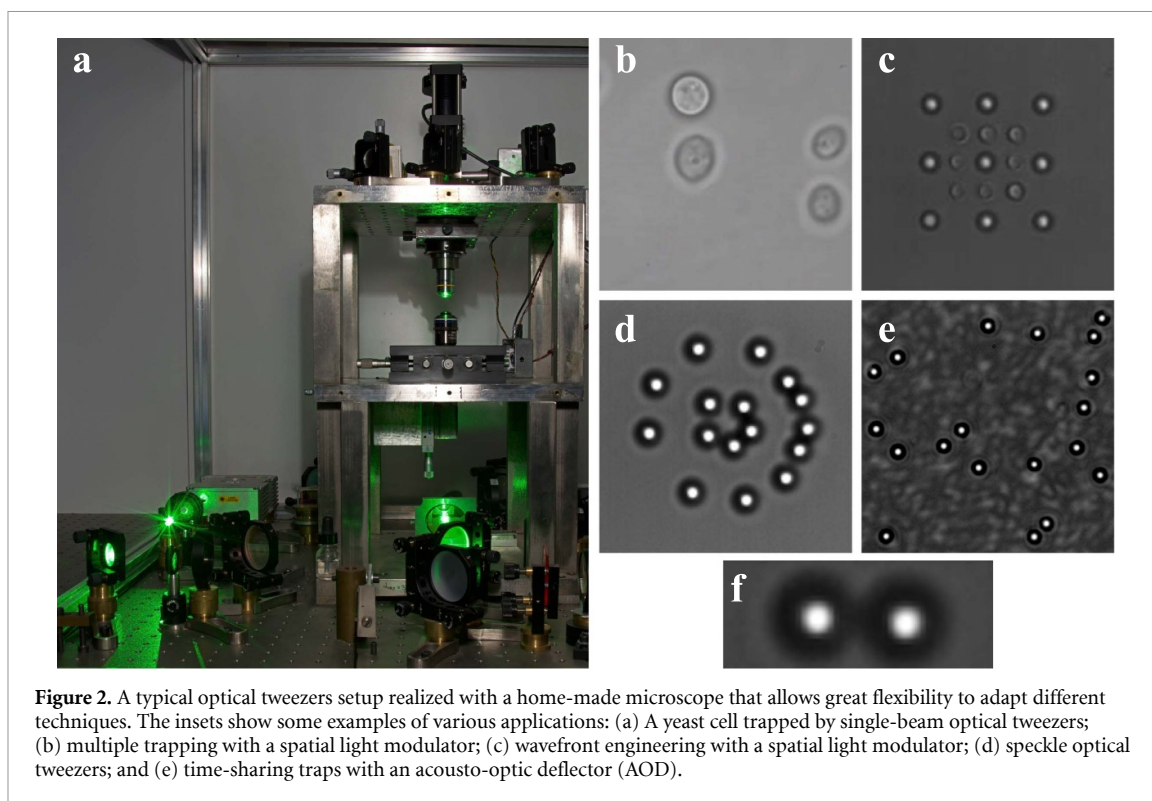 a
b
c
d
e
f
Figure 2. A typical optical tweezers setup realized with a home-made microscope that allows great flexibility to adapt different
techniques. The insets show some examples of various applications: (a) A yeast cell trapped by single-beam optical tweezers;
(b) multiple trapping with a spatial light modulator; (c) wavefront engineering with a spatial light modulator; (d) speckle optical
tweezers; and (e) time-sharing traps with an acousto-optic deflector (AOD).